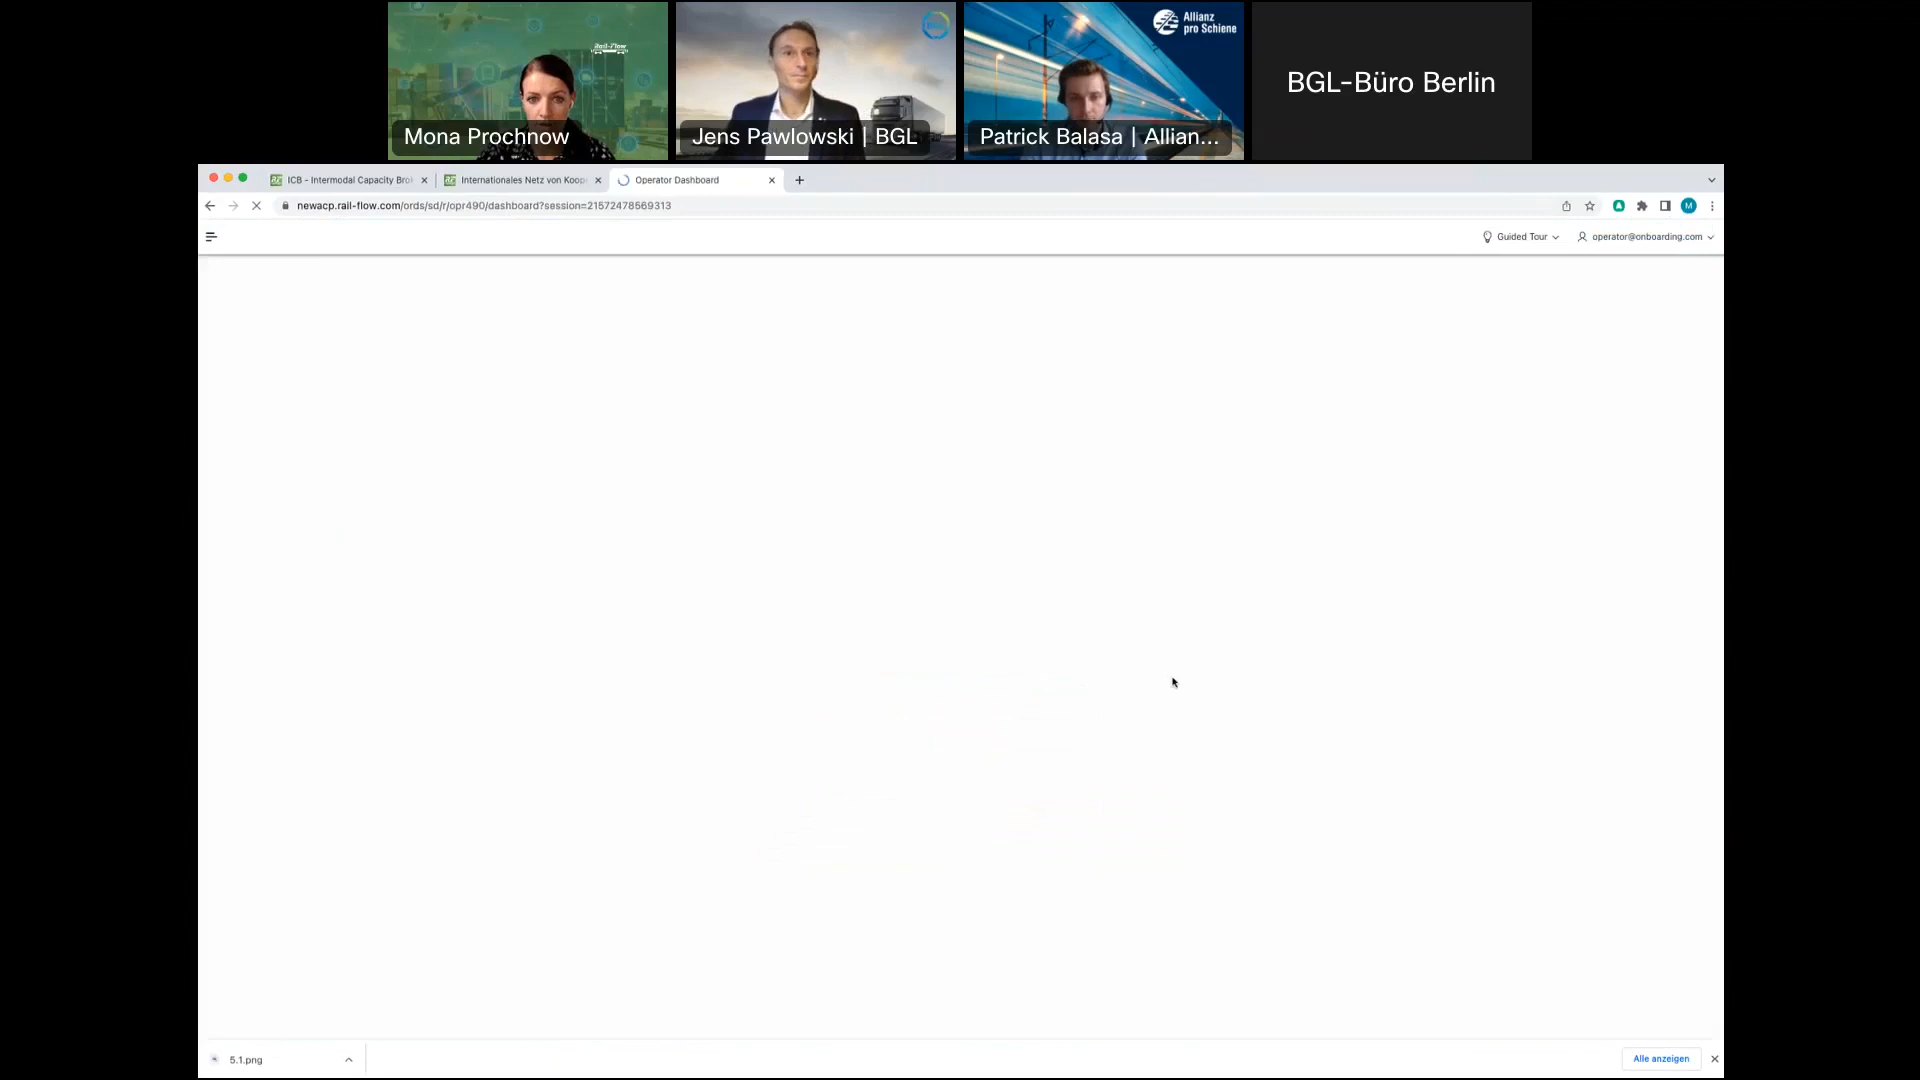 Rail-Flow
Allianz
pro Schiene
Mona Prochnow
Jens Pawlowski | BGL
Patrick Balasa | Allian...
BGL-Büro Berlin
ICB - Intermodal Capacity Bro
Internationales Netz von Koop
Operator Dashboard
newacp.rail-flow.com/ords/sd/r/opr490/dashboard?session=21572478569313
M
Guided Tour
operator@onboarding.com
5.1.png
Alle anzeigen